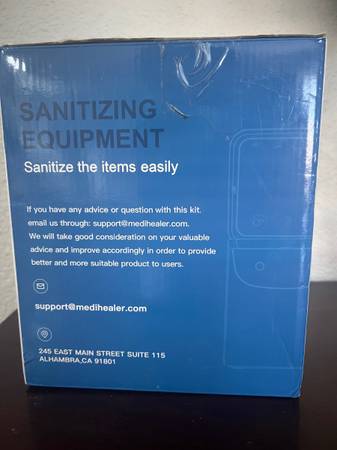 SANITIZING
EQUIPMENT
Sanitize the items easily
If you have any advice or question with this kit.
email us through: support@medihealer.com.
We will take good consideration on your valuable
advice and improve accordingly in order to provide
better and more suitable product to users.
support@medihealer.com
245 EAST MAIN STREET SUITE 115
ALHAMBRA,CA 91801